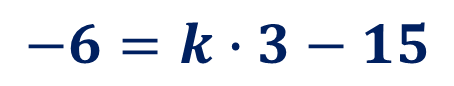 −6 = k · 3 − 15